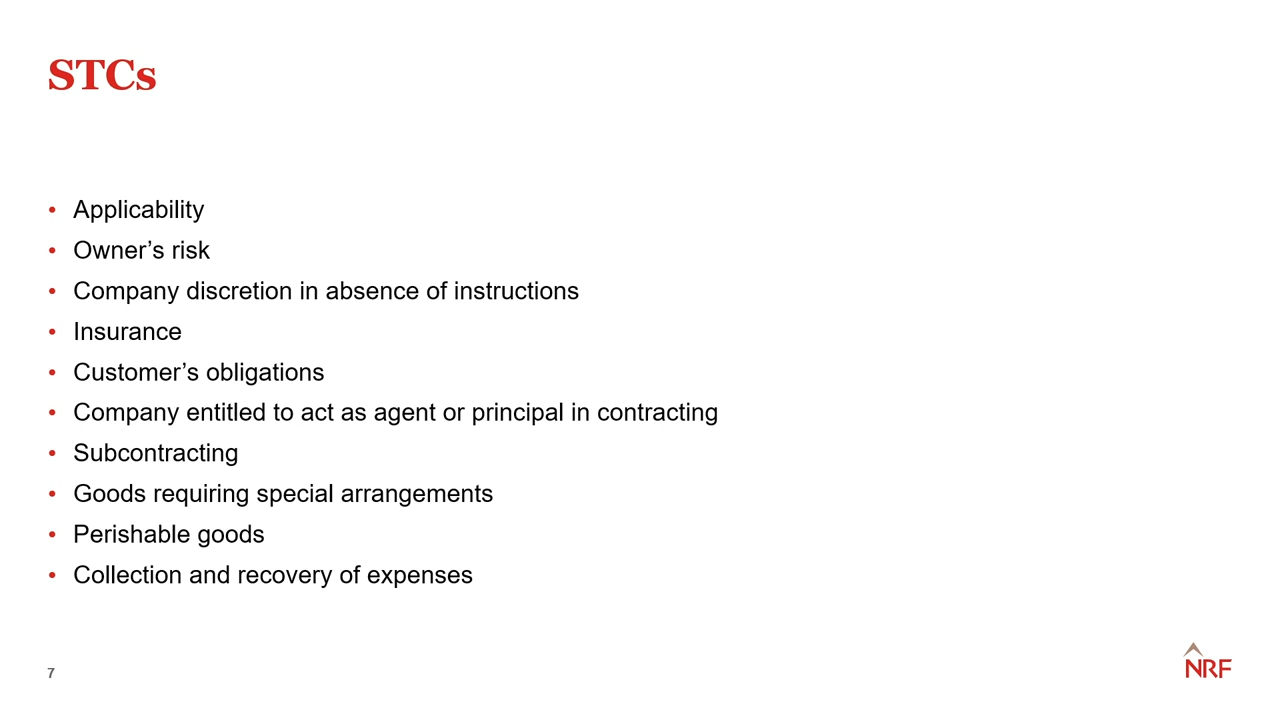 STCs
• Applicability
• Owner’s risk
• Company discretion in absence of instructions
• Insurance
• Customer’s obligations
• Company entitled to act as agent or principal in contracting
• Subcontracting
• Goods requiring special arrangements
• Perishable goods
• Collection and recovery of expenses
7
NRF